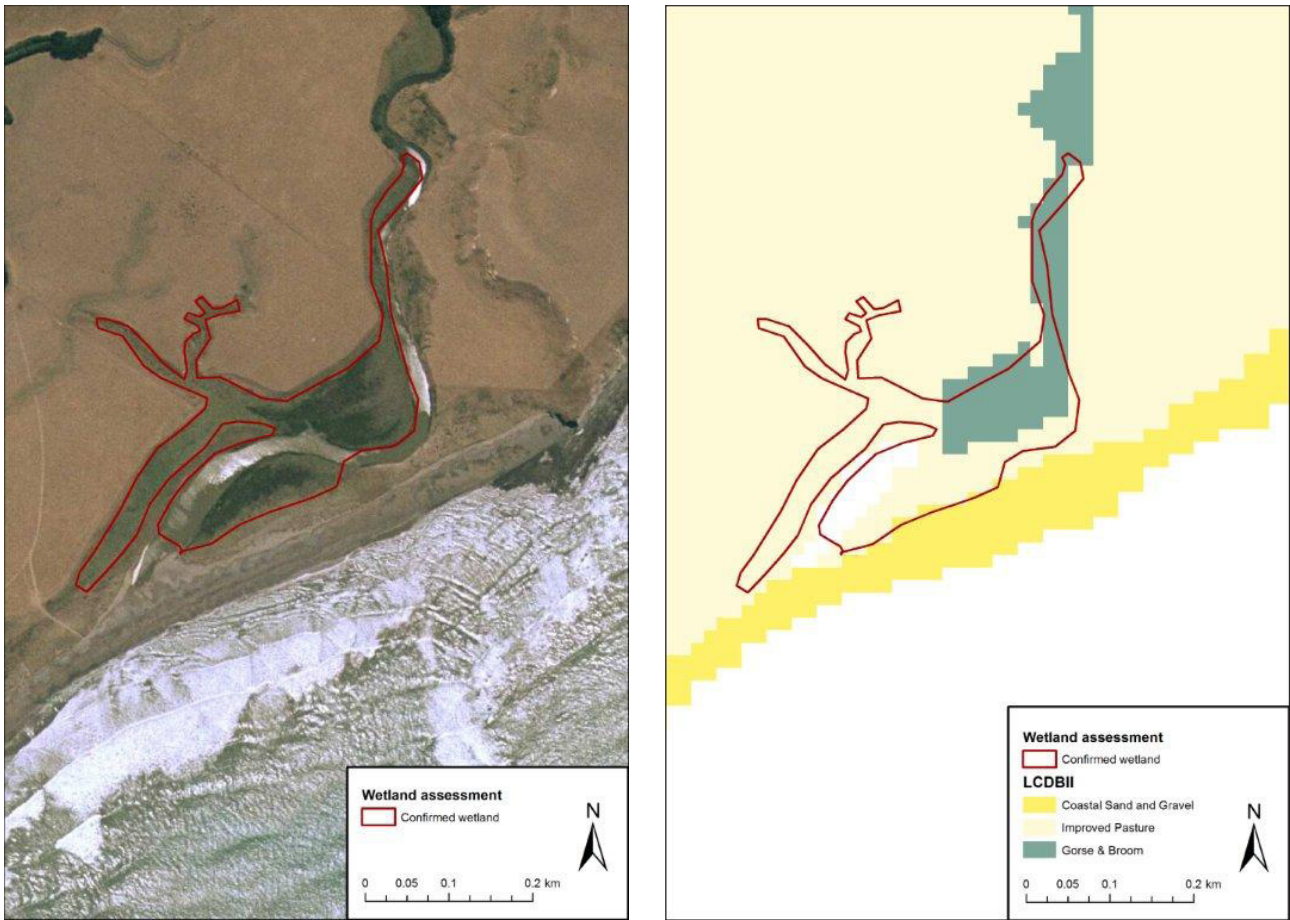 Wetland assessment
Confirmed wetland
N
0 0.05 0.1 0.2 km
Wetland assessment
Confirmed wetland
LCDBII
Coastal Sand and Gravel
Improved Pasture
Gorse & Broom
N
0 0.05 0.1 0.2 km